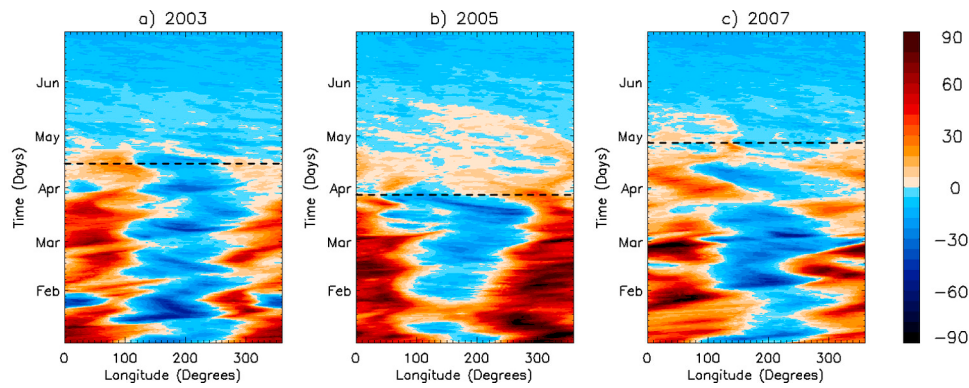 a) 2003
b) 2005
c) 2007
Time (Days)
Jun
May
Apr
Mar
Feb
0 100 200 300
Longitude (Degrees)
Time (Days)
Jun
May
Apr
Mar
Feb
0 100 200 300
Longitude (Degrees)
Time (Days)
Jun
May
Apr
Mar
Feb
0 100 200 300
Longitude (Degrees)
90
60
30
0
−30
−60
−90